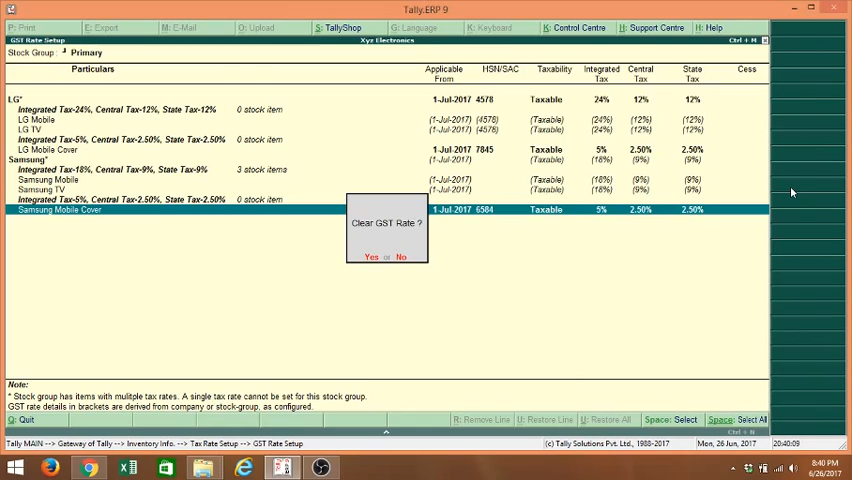 Tally.ERP 9
P: Print E: Export M: E-Mail O: Upload S: TallyShop G: Language K: Keyboard K: Control Centre H: Support Centre H: Help
GST Rate Setup Xyz Electronics Ctrl + M
Stock Group : Primary
Particulars Applicable From HSN/SAC Taxability Integrated Tax Central Tax State Tax Cess
LG* 1-Jul-2017 4578 Taxable 24% 12% 12%
Integrated Tax-24%, Central Tax-12%, State Tax-12% 0 stock item
LG Mobile (1-Jul-2017) (4578) (Taxable) (24%) (12%) (12%)
LG TV (1-Jul-2017) (4578) (Taxable) (24%) (12%) (12%)
Integrated Tax-5%, Central Tax-2.50%, State Tax-2.50% 0 stock item
LG Mobile Cover 1-Jul-2017 7845 Taxable 5% 2.50% 2.50%
Samsung* (1-Jul-2017) (Taxable) (18%) (9%) (9%)
Integrated Tax-18%, Central Tax-9%, State Tax-9% 3 stock items
Samsung Mobile (1-Jul-2017) (Taxable) (18%) (9%) (9%)
Samsung TV (1-Jul-2017) (Taxable) (18%) (9%) (9%)
Integrated Tax-5%, Central Tax-2.50%, State Tax-2.50% 0 stock item
Samsung Mobile Cover 1-Jul-2017 6584 Taxable 5% 2.50% 2.50%
Clear GST Rate ?
Yes or No
Note:
* Stock group has items with mulitple tax rates. A single tax rate cannot be set for this stock group.
GST rate details in brackets are derived from company or stock-group, as configured.
Q: Quit R: Remove Line U: Restore Line U: Restore All Space: Select Space: Select All
Ctrl + N
Tally MAIN --> Gateway of Tally --> Inventory Info. --> Tax Rate Setup --> GST Rate Setup (c) Tally Solutions Pvt. Ltd., 1988-2017 Mon, 26 Jun, 2017 20:40:09
8:40 PM
6/26/2017